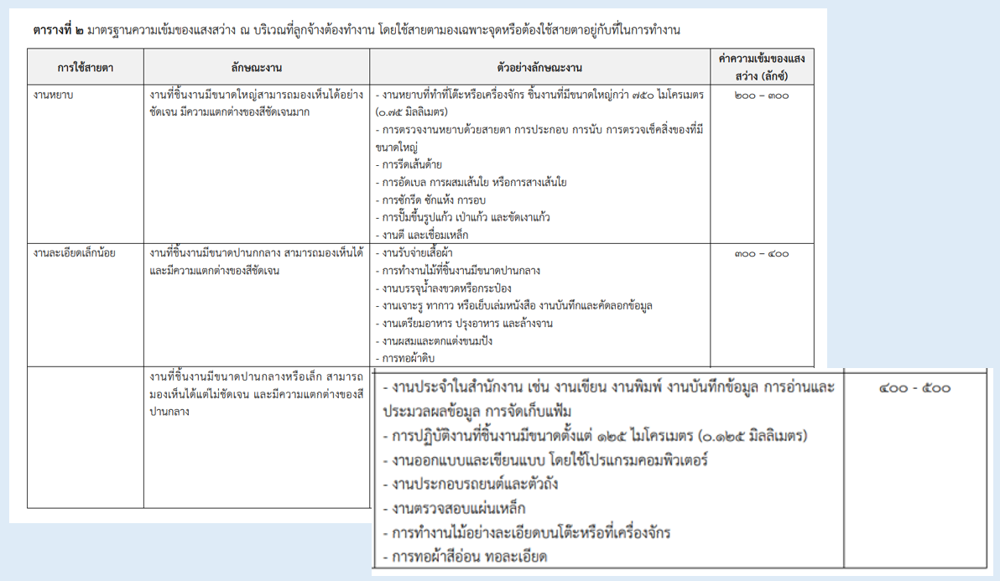 ตารางที่ ๒ มาตรฐานความเข้มของแสงสว่าง ณ บริเวณที่ลูกจ้างต้องทำงาน โดยใช้สายตามองเฉพาะจุดหรือต้องใช้สายตาอยู่กับที่ในการทำงาน
การใช้สายตา
ลักษณะงาน
ตัวอย่างลักษณะงาน
ค่าความเข้มของแสง
สว่าง (ลักซ์)
งานหยาบ
งานที่ชิ้นงานมีขนาดใหญ่สามารถมองเห็นได้อย่าง
ชัดเจน มีความแตกต่างของสีชัดเจนมาก
- งานหยาบที่ทำที่โต๊ะหรือเครื่องจักร ชิ้นงานที่มีขนาดใหญ่กว่า ๗๕๐ ไมโครเมตร
(๐.๗๕ มิลลิเมตร)
- การตรวจงานหยาบด้วยสายตา การประกอบ การนับ การตรวจเช็คสิ่งของที่มี
ขนาดใหญ่
- การรีดเส้นด้าย
- การอัดเบล การผสมเส้นใย หรือการสางเส้นใย
- การซักรีด ซักแห้ง การอบ
- การปั๊มขึ้นรูปแก้ว เป่าแก้ว และขัดเงาแก้ว
- งานตี และเชื่อมเหล็ก
๒๐๐ – ๓๐๐
งานละเอียดเล็กน้อย
งานที่ชิ้นงานมีขนาดปานกกลาง สามารถมองเห็นได้
และมีความแตกต่างของสีชัดเจน
- งานรับจ่ายเสื้อผ้า
- การทำงานไม้ที่ชิ้นงานมีขนาดปานกลาง
- งานบรรจุน้ำลงขวดหรือกระป๋อง
- งานเจาะรู ทากาว หรือเย็บเล่มหนังสือ งานบันทึกและคัดลอกข้อมูล
- งานเตรียมอาหาร ปรุงอาหาร และล้างจาน
- งานผสมและตกแต่งขนมปัง
- การทอผ้าดิบ
๓๐๐ – ๔๐๐
งานที่ชิ้นงานมีขนาดปานกลางหรือเล็ก สามารถ
มองเห็นได้แต่ไม่ชัดเจน และมีความแตกต่างของสี
ปานกลาง
- งานประจำในสำนักงาน เช่น งานเขียน งานพิมพ์ งานบันทึกข้อมูล การอ่านและ
ประมวลผลข้อมูล การจัดเก็บแฟ้ม
- การปฏิบัติงานที่ชิ้นงานมีขนาดตั้งแต่ ๑๒๕ ไมโครเมตร (๐.๑๒๕ มิลลิเมตร)
- งานออกแบบและเขียนแบบ โดยใช้โปรแกรมคอมพิวเตอร์
- งานประกอบรถยนต์และตัวถัง
- งานตรวจสอบแผ่นเหล็ก
- การทำงานไม้อย่างละเอียดบนโต๊ะหรือที่เครื่องจักร
- การทอผ้าสีอ่อน ทอละเอียด
๔๐๐ - ๕๐๐